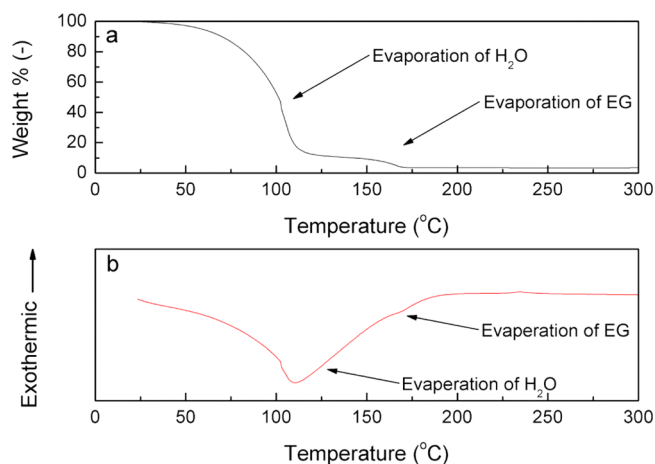 a
Weight % (-)
100
80
60
40
20
0
Evaporation of H₂O
Evaporation of EG
0 50 100 150 200 250 300
Temperature (°C)
b
Exothermic
Evaperation of EG
Evaperation of H₂O
0 50 100 150 200 250 300
Temperature (°C)